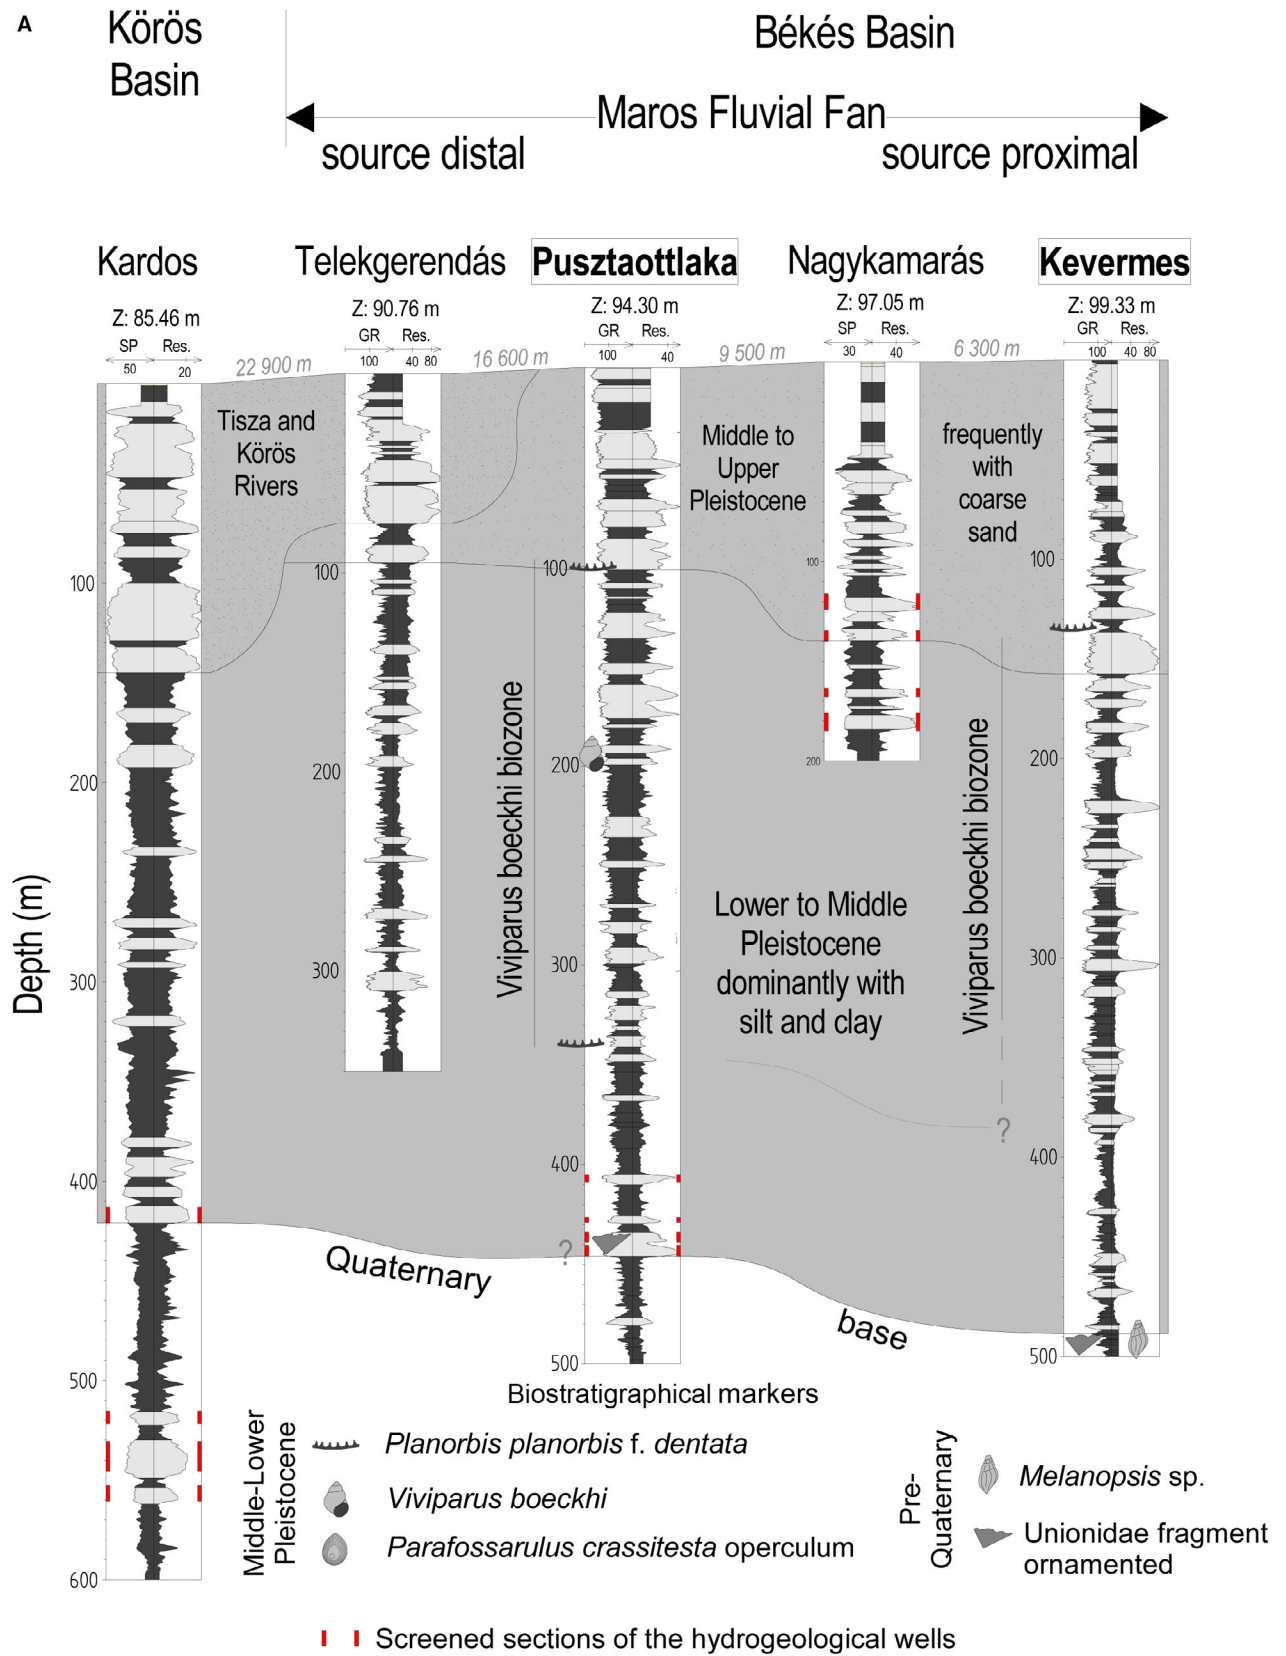 A
Körös
Basin
Békés Basin
Maros Fluvial Fan
source distal
source proximal
Kardos
Telekgerendás
Pusztaottlaka
Nagykamarás
Kevermes
Z: 85.46 m
Z: 90.76 m
Z: 94.30 m
Z: 97.05 m
Z: 99.33 m
SP Res.
50 20
GR Res.
100 40 80
GR Res.
100 40
SP Res.
30 40
GR Res.
100 40 80
22 900 m
16 600 m
9 500 m
6 300 m
Tisza and
Körös
Rivers
Middle to
Upper
Pleistocene
frequently
with
coarse
sand
Depth (m)
100
200
300
400
500
600
100
200
300
100
200
300
400
500
100
200
100
200
300
400
500
Viviparus boeckhi biozone
Viviparus boeckhi biozone
Lower to Middle
Pleistocene
dominantly with
silt and clay
?
?
Quaternary
base
Biostratigraphical markers
Middle-Lower
Pleistocene
Planorbis planorbis f. dentata
Viviparus boeckhi
Parafossarulus crassitesta operculum
Pre-
Quaternary
Melanopsis sp.
Unionidae fragment
ornamented
Screened sections of the hydrogeological wells